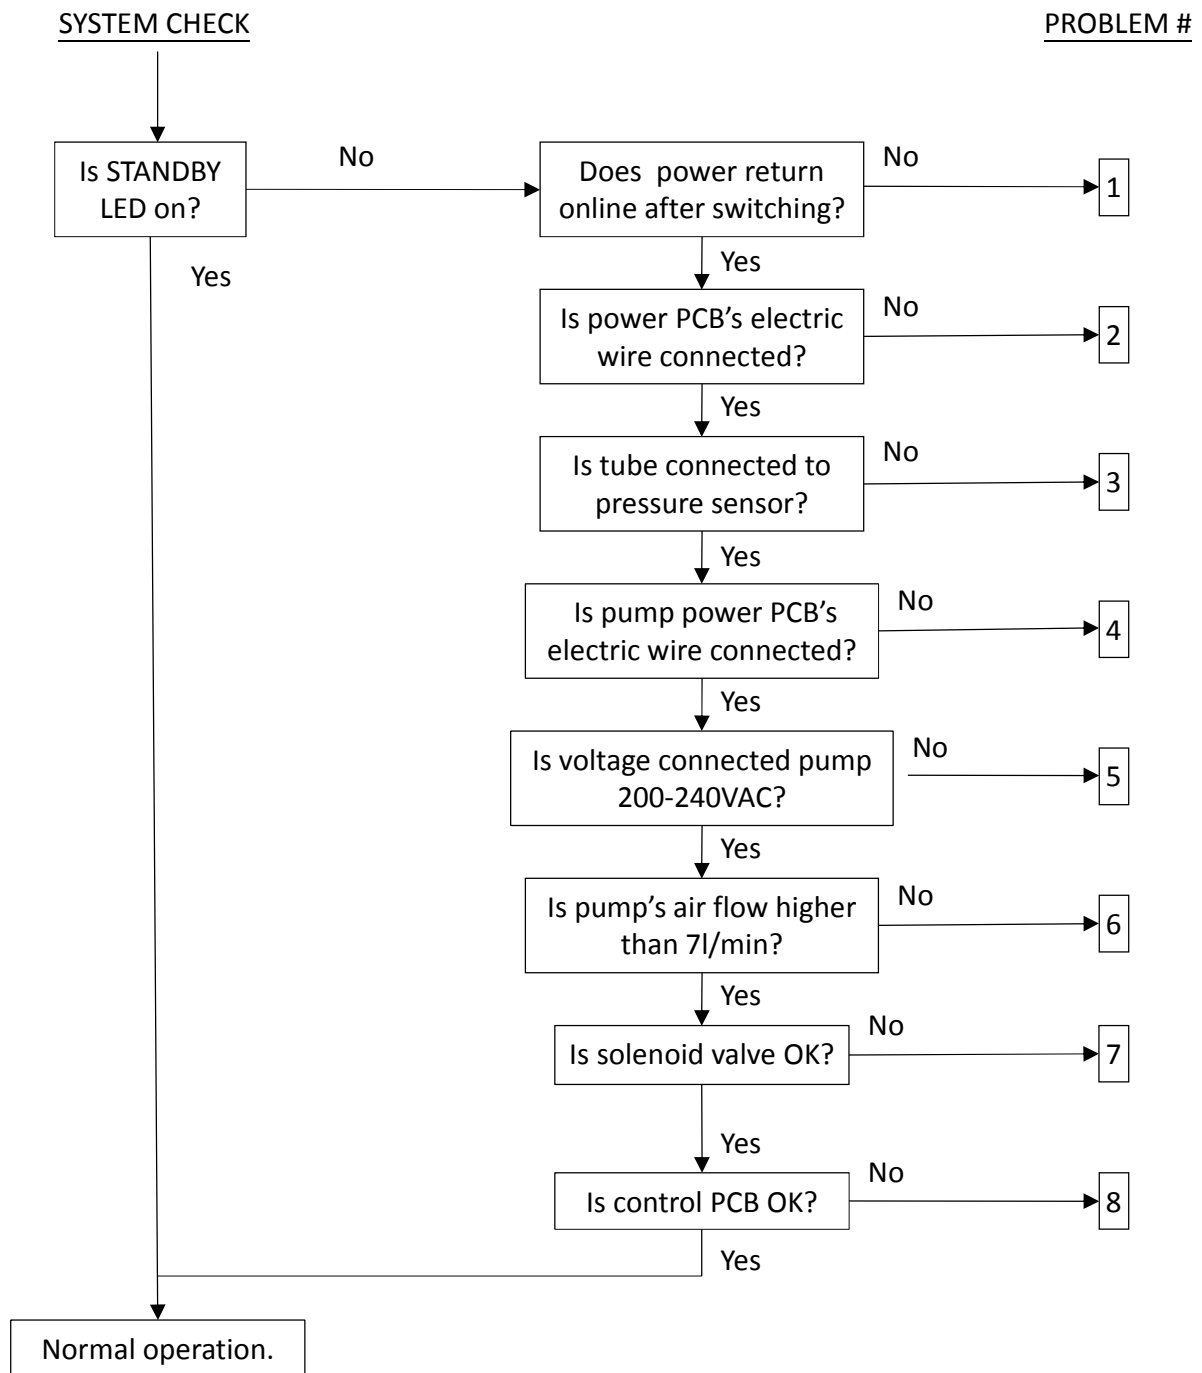 SYSTEM CHECK
PROBLEM #
Is STANDBY
LED on?
No
Does  power return
online after switching?
No
1
Yes
Yes
Is power PCB’s electric
wire connected?
No
2
Yes
Is tube connected to
pressure sensor?
No
3
Yes
Is pump power PCB’s
electric wire connected?
No
4
Yes
Is voltage connected pump
200-240VAC?
No
5
Yes
Is pump’s air flow higher
than 7l/min?
No
6
Yes
Is solenoid valve OK?
No
7
Yes
Is control PCB OK?
No
8
Yes
Normal operation.